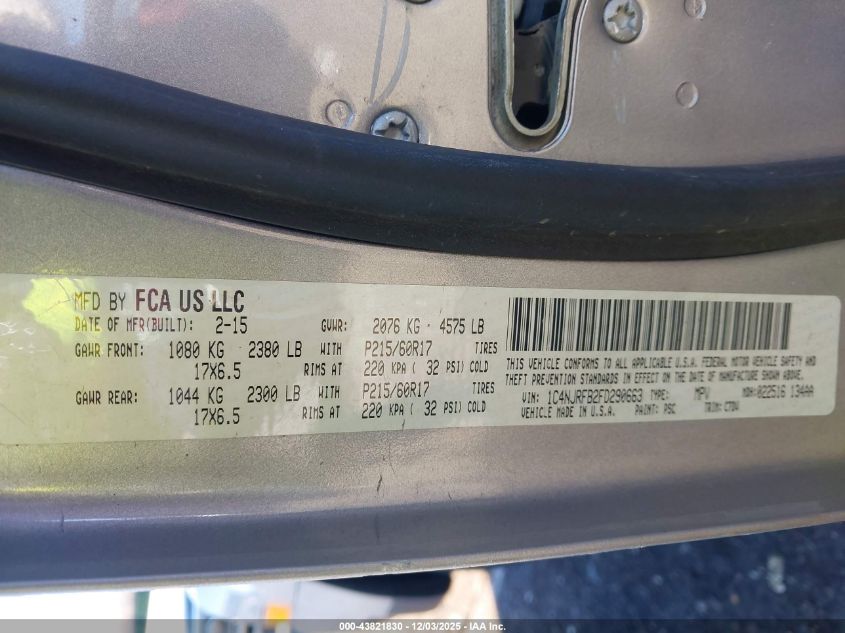 MFD BY FCA US LLC
DATE OF MFR(BUILT): 2-15 GVWR: 2076 KG - 4575 LB
GAWR FRONT: 1080 KG 2380 LB WITH P215/60R17 TIRES
17X6.5 RIMS AT 220 KPA ( 32 PSI) COLD
GAWR REAR: 1044 KG 2300 LB WITH P215/60R17 TIRES
17X6.5 RIMS AT 220 KPA ( 32 PSI) COLD
THIS VEHICLE CONFORMS TO ALL APPLICABLE U.S.A. FEDERAL MOTOR VEHICLE SAFETY AND
THEFT PREVENTION STANDARDS IN EFFECT ON THE DATE OF MANUFACTURE SHOWN ABOVE.
VIN: 1C4NJRFB2FD290663 TYPE: MPV MDH: 022516 134AA
VEHICLE MADE IN U.S.A. PAINT: PSC TRIM: C7DV
000-43821830 - 12/03/2025 - IAA Inc.